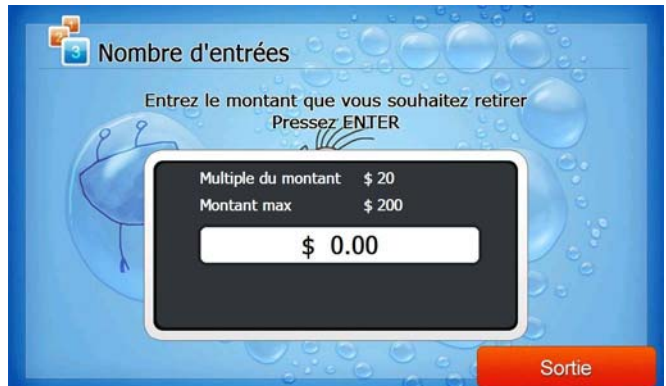 Nombre d'entrées
Entrez le montant que vous souhaitez retirer
Pressez ENTER
Multiple du montant $ 20
Montant max $ 200
$ 0.00
Sortie